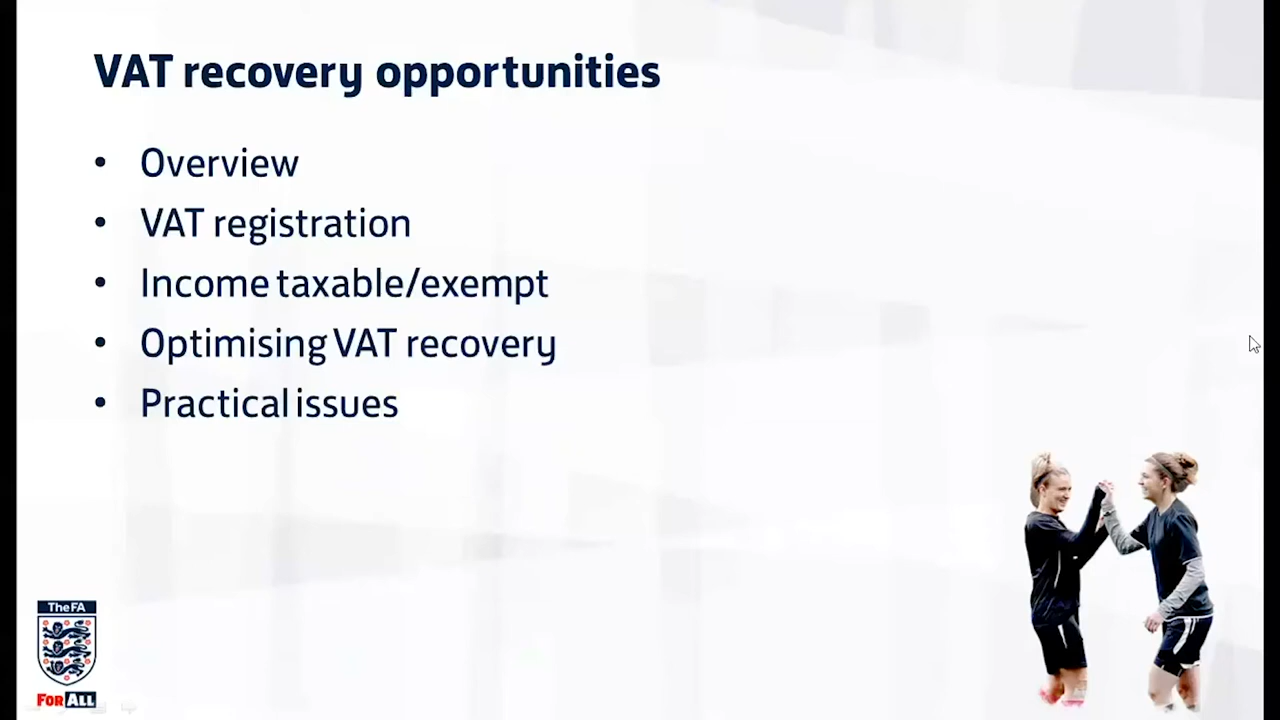 VAT recovery opportunities
• Overview
• VAT registration
• Income taxable/exempt
• Optimising VAT recovery
• Practical issues
The FA
FOR ALL